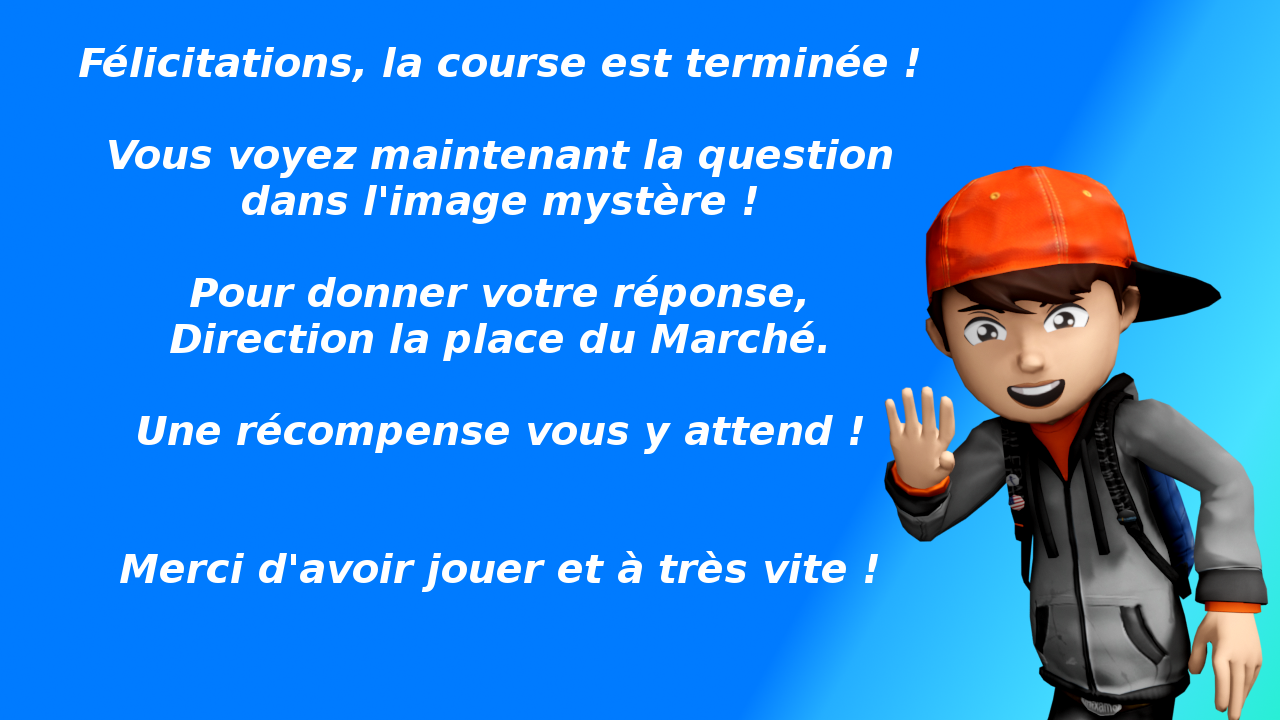 Félicitations, la course est terminée !
Vous voyez maintenant la question
dans l'image mystère !
Pour donner votre réponse,
Direction la place du Marché.
Une récompense vous y attend !
Merci d'avoir jouer et à très vite !